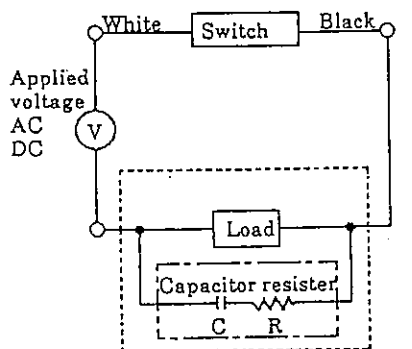 White
Switch
Black
Applied
voltage
AC
DC
V
Load
Capacitor resister
C R